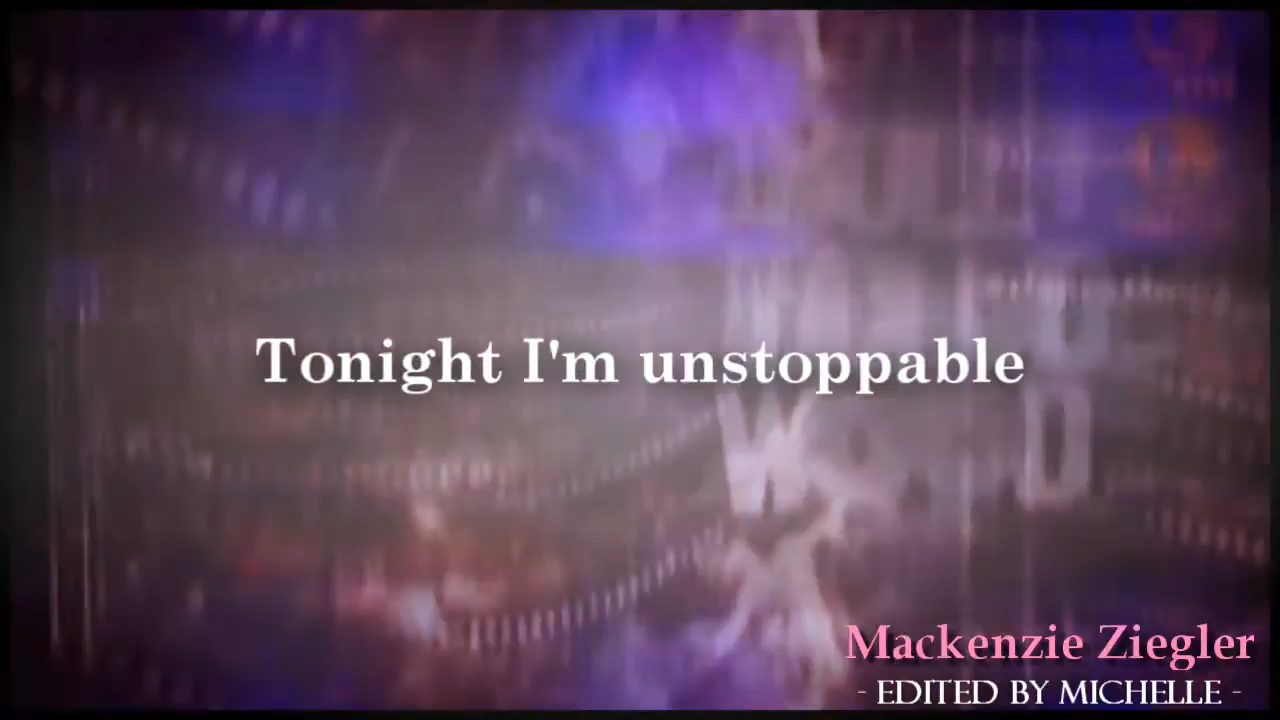 Tonight I'm unstoppable
Mackenzie Ziegler
- EDITED BY MICHELLE -